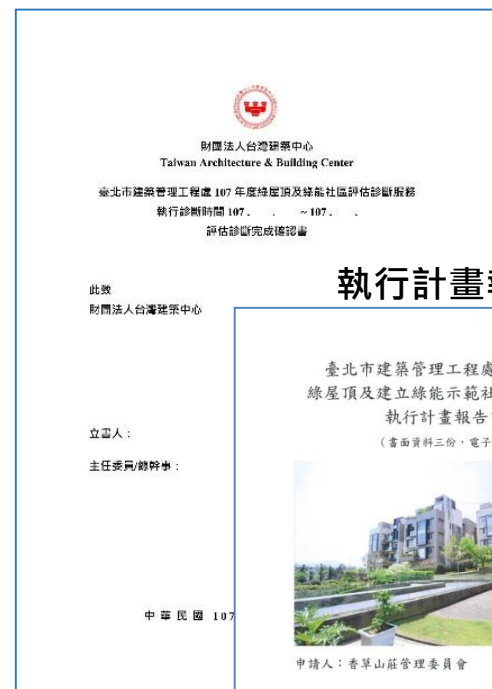 財團法人台灣建築中心
Taiwan Architecture & Building Center
臺北市建築管理工程處 107 年度綠屋頂及綠能社區評估診斷服務
執行診斷時間 107. . ~107. .
評估診斷完成確認書
此致
財團法人台灣建築中心
立書人：
主任委員/總幹事：
中 華 民 國 107
執行計畫
臺北市建築管理工程處
綠屋頂及建立綠能示範社
執行計畫報告
（書面資料三份，電子
申請人：香草山莊管理委員會